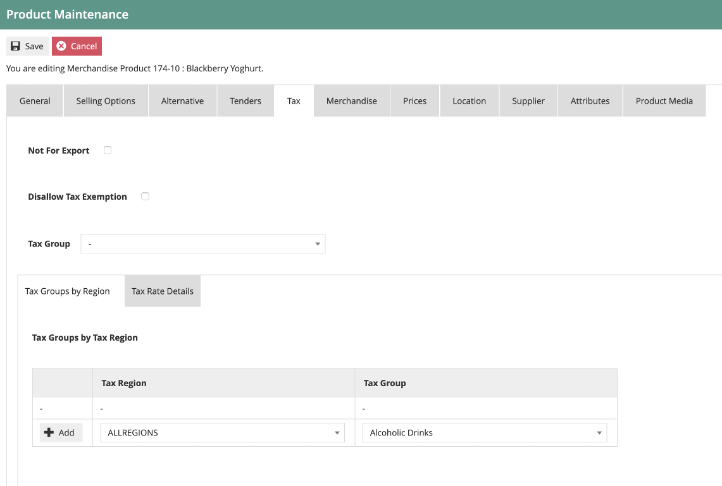 Product Maintenance
Save Cancel
You are editing Merchandise Product 174-10 : Blackberry Yoghurt.
General Selling Options Alternative Tenders Tax Merchandise Prices Location Supplier Attributes Product Media
Not For Export
Disallow Tax Exemption
Tax Group -
Tax Groups by Region Tax Rate Details
Tax Groups by Tax Region
Tax Region Tax Group
- - -
Add ALLREGIONS Alcoholic Drinks